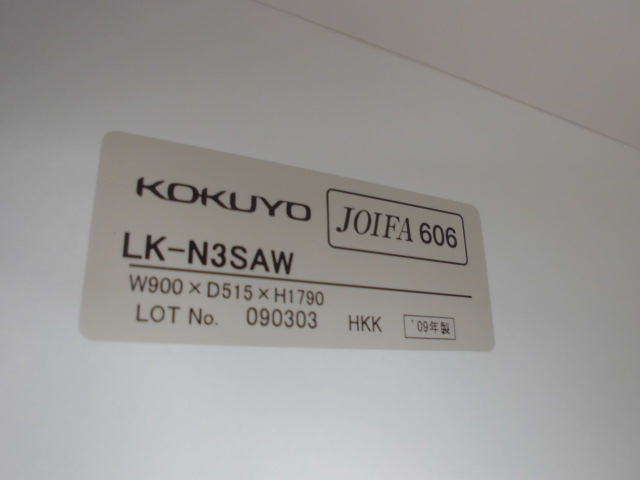 KOKUYO JOIFA 606
LK-N3SAW
W900×D515×H1790
LOT No. 090303 HKK '09年製